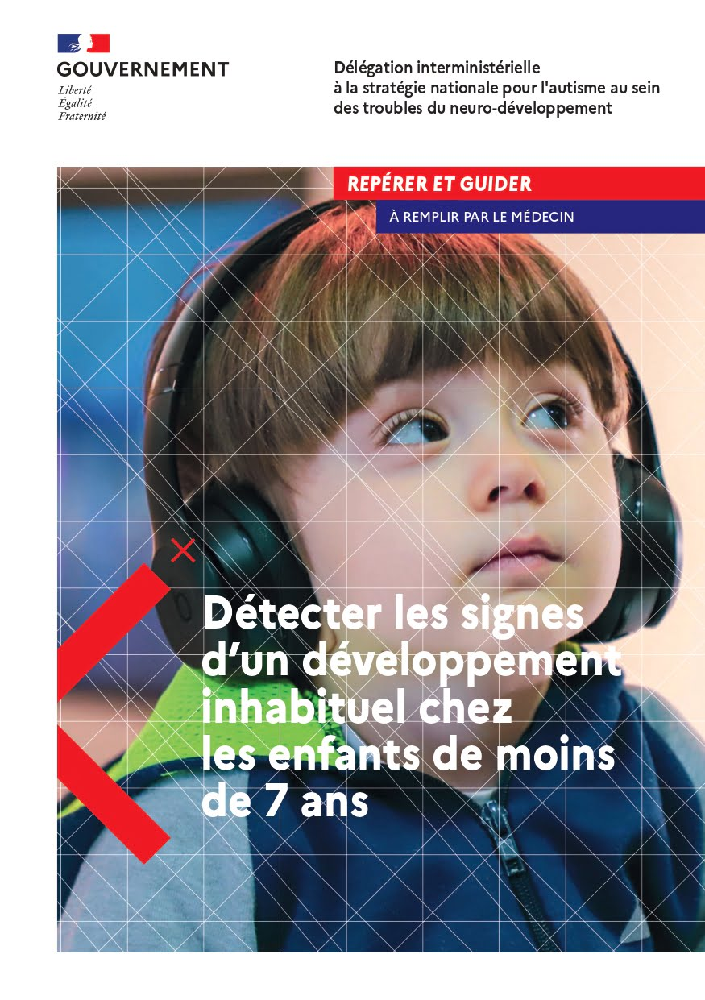 GOUVERNEMENT
Liberté
Égalité
Fraternité
Délégation interministérielle
à la stratégie nationale pour l'autisme au sein
des troubles du neuro-développement
REPÉRER ET GUIDER
À REMPLIR PAR LE MÉDECIN
Détecter les signes
d’un développement
inhabituel chez
les enfants de moins
de 7 ans